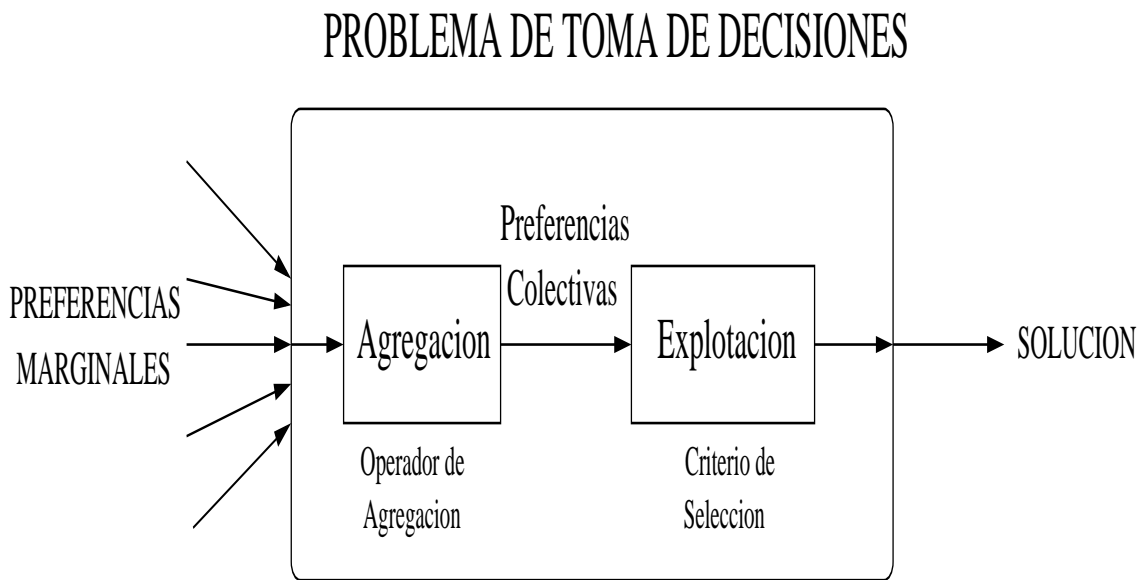 PROBLEMA DE TOMA DE DECISIONES
PREFERENCIAS
MARGINALES
Agregacion
Operador de
Agregacion
Preferencias
Colectivas
Explotacion
Criterio de
Seleccion
SOLUCION